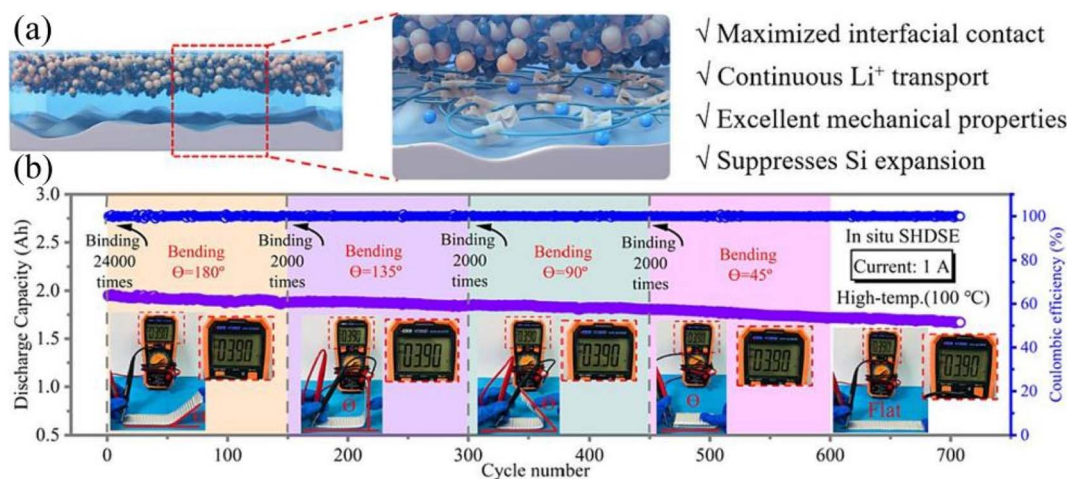 (a)
√ Maximized interfacial contact
√ Continuous Li⁺ transport
√ Excellent mechanical properties
√ Suppresses Si expansion
(b)
Discharge Capacity (Ah)
3.0
2.5
2.0
1.5
1.0
0.5
Binding
24000
times
Bending
Θ=180°
Binding
2000
times
Bending
Θ=135°
Binding
2000
times
Bending
Θ=90°
Binding
2000
times
Bending
Θ=45°
In situ SHDSE
Current: 1 A
High-temp.(100 °C)
0390
0390
0390
0390
0390
Θ
Θ
Flat
0
100
200
300
400
500
600
700
Cycle number
100
80
60
40
20
0
Coulombic efficiency (%)